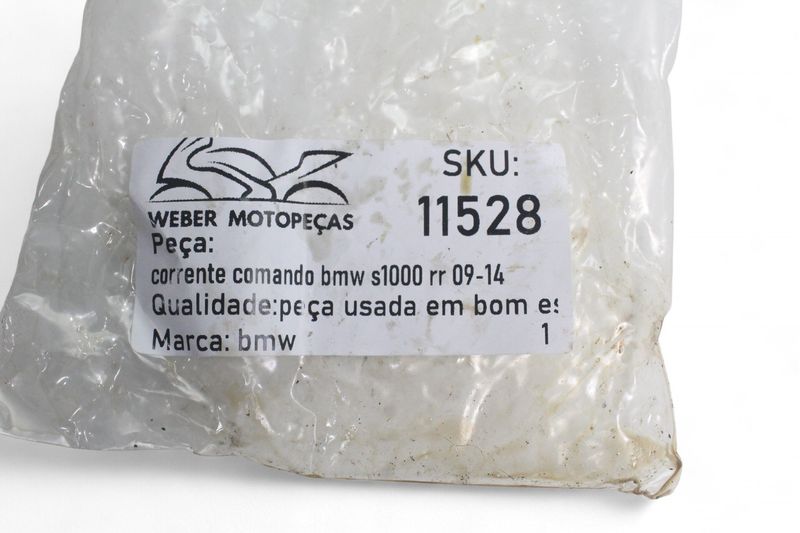 SKU:
11528
WEBER MOTOPEÇAS
Peça:
corrente comando bmw s1000 rr 09-14
Qualidade:peça usada em bom es
Marca: bmw
1